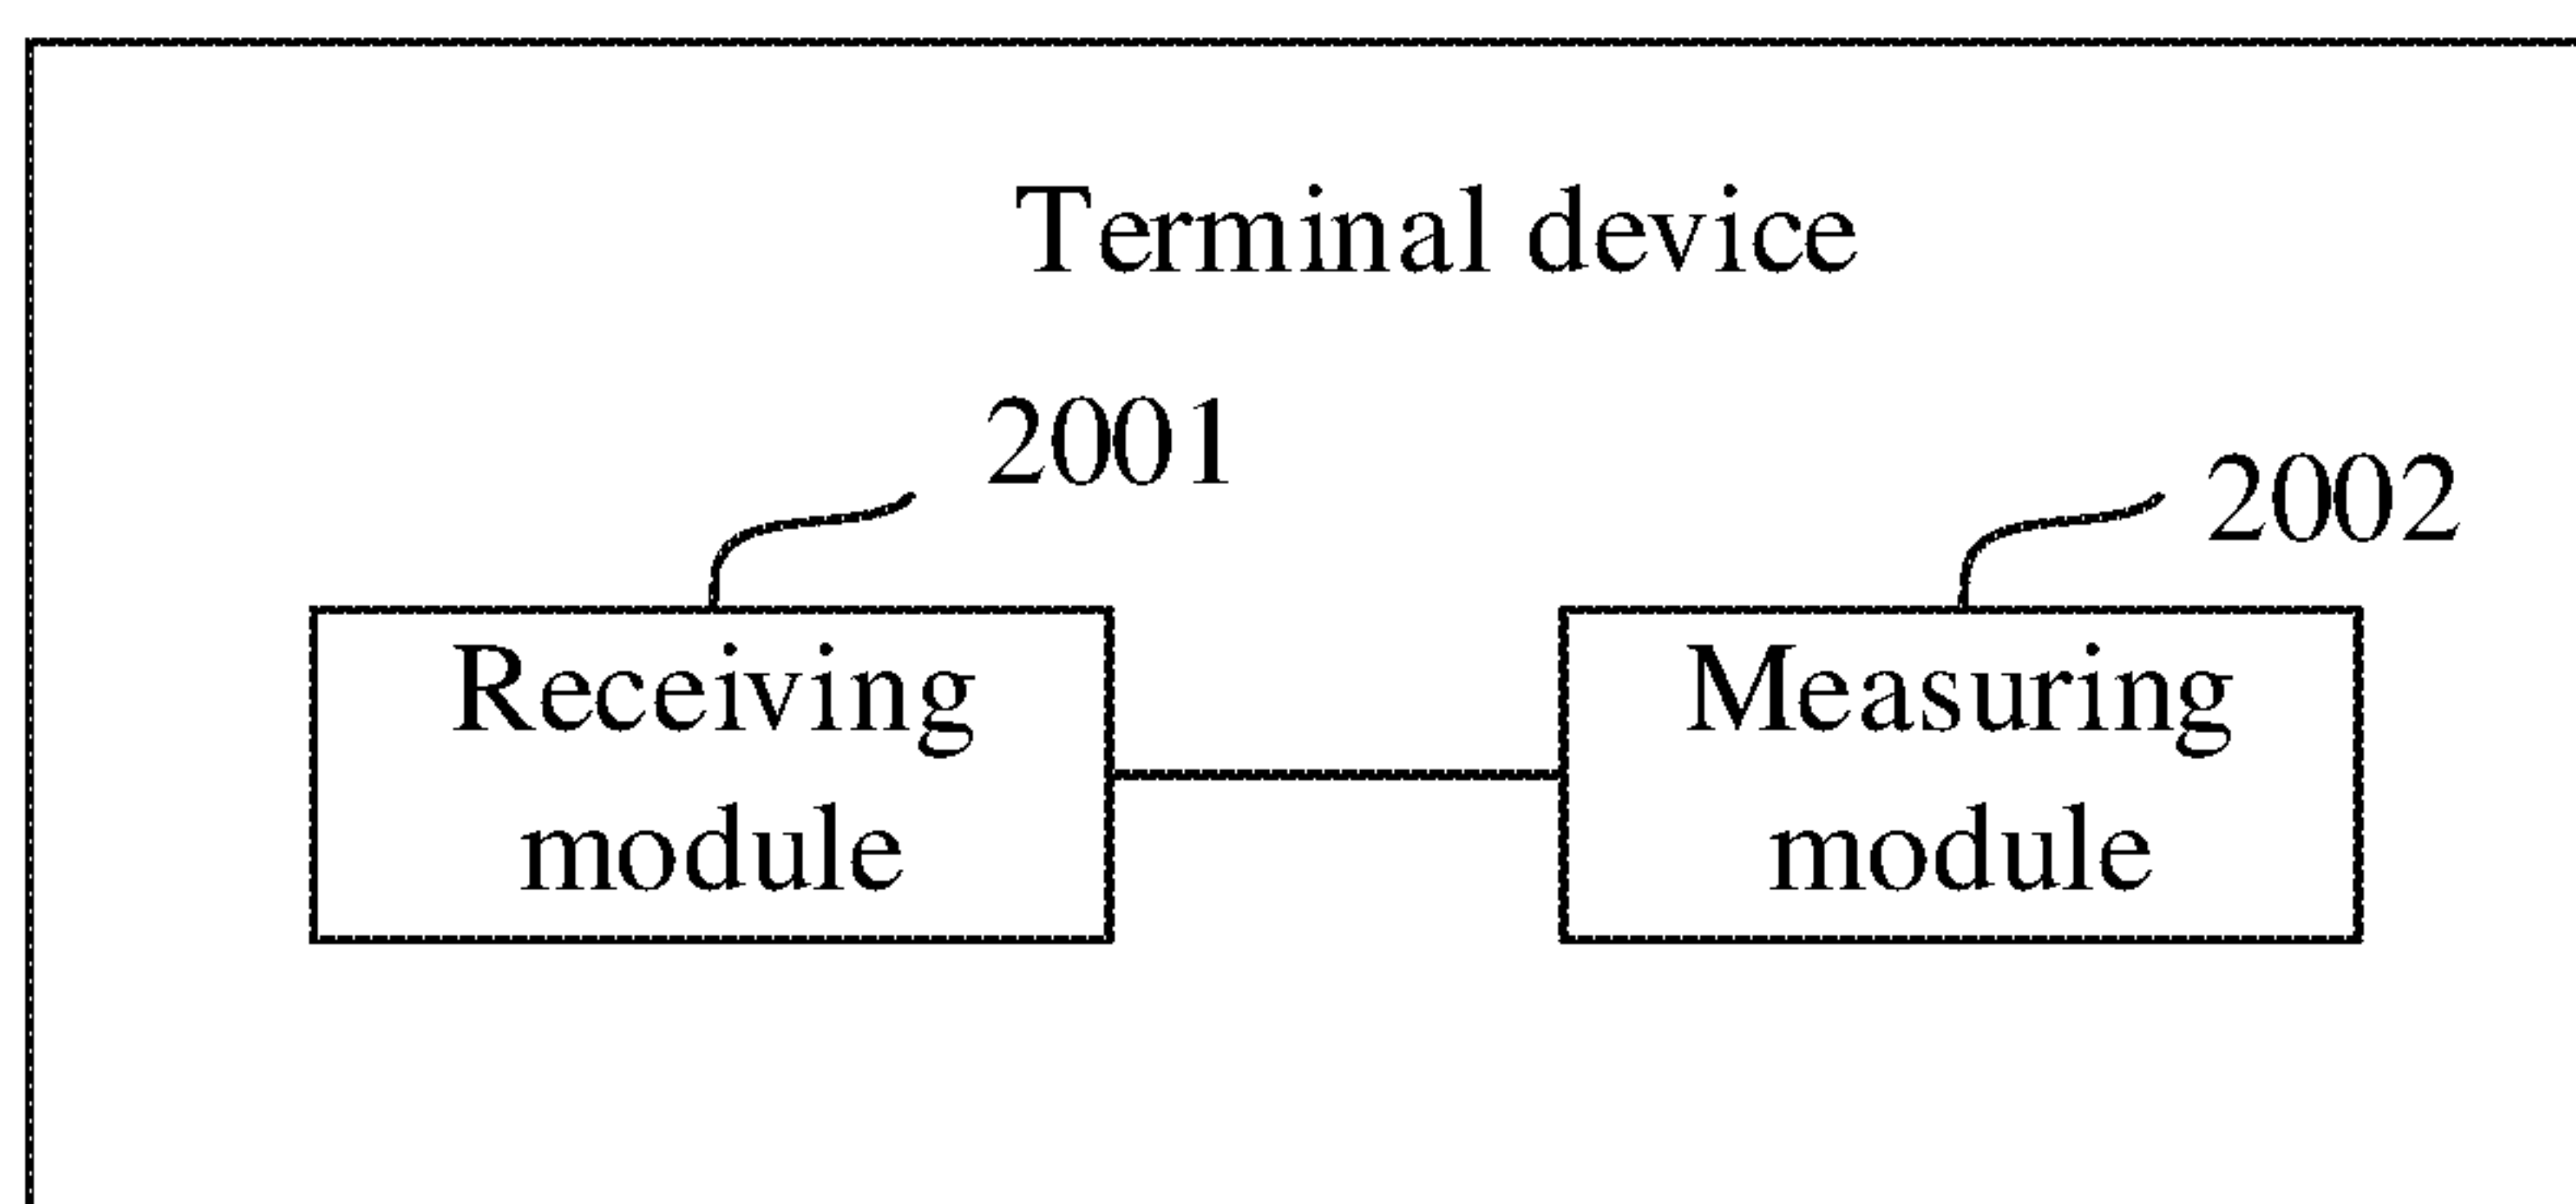 Terminal device
2001
2002
Receiving
module
Measuring
module